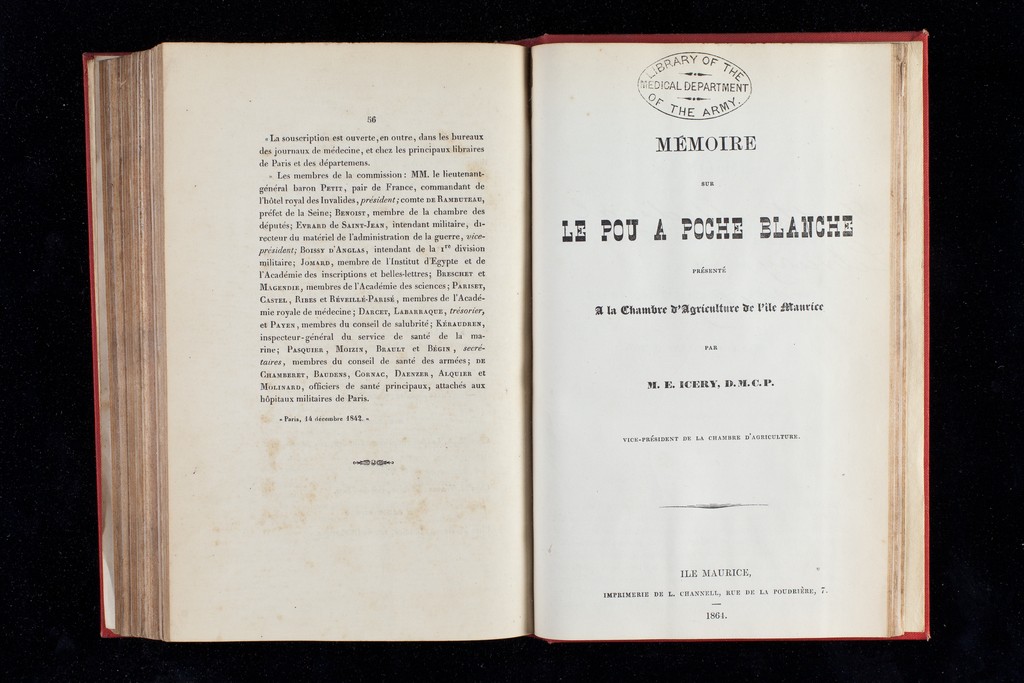 56
« La souscription est ouverte, en outre, dans les bureaux
des journaux de médecine, et chez les principaux libraires
de Paris et des départemens.
« Les membres de la commission : MM. le lieutenant-
général baron Petit, pair de France, commandant de
l'hôtel royal des Invalides, président; comte de Rambuteau,
préfet de la Seine; Benoist, membre de la chambre des
députés; Evrard de Saint-Jean, intendant militaire, di-
recteur du matériel de l'administration de la guerre, vice-
président; Boissy d'Anglas, intendant de la 1re division
militaire; Jomard, membre de l'Institut d'Egypte et de
l'Académie des inscriptions et belles-lettres; Breschet et
Magendie, membres de l'Académie des sciences; Pariset,
Castel, Ribes et Réveillé-Parisé, membres de l'Acadé-
mie royale de médecine; Darcet, Labarraque, trésorier,
et Payen, membres du conseil de salubrité; Kéraudren,
inspecteur-général du service de santé de la ma-
rine; Pasquier, Moizin, Brault et Bégin, secré-
taires, membres du conseil de santé des armées; de
Chamberet, Baudens, Cornac, Daenzer, Alquier et
Molinard, officiers de santé principaux, attachés aux
hôpitaux militaires de Paris.
« Paris, 14 décembre 1842. »
LIBRARY OF THE
MEDICAL DEPARTMENT
OF THE ARMY.
MÉMOIRE
SUR
LE POU A POCHE BLANCHE
PRÉSENTÉ
A la Chambre d'Agriculture de l'ile Maurice
PAR
M. E. ICERY, D.M.C.P.
VICE-PRÉSIDENT DE LA CHAMBRE D'AGRICULTURE.
ILE MAURICE,
IMPRIMERIE DE L. CHANNELL, RUE DE LA POUDRIÈRE, 7.
1864.